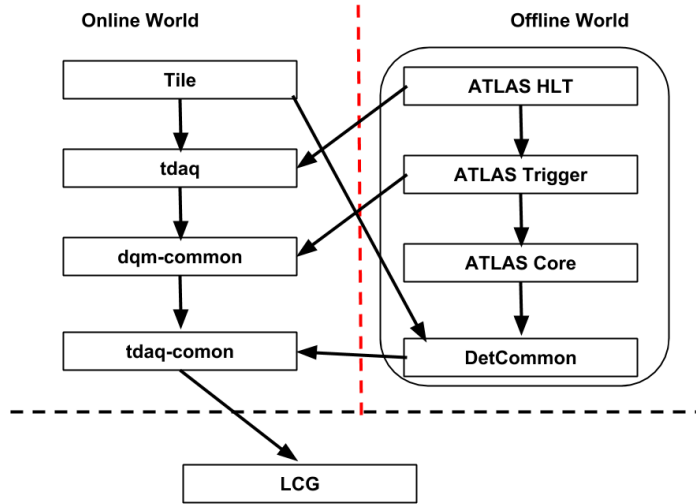 Online World
Offline World
Tile
ATLAS HLT
tdaq
ATLAS Trigger
dqm-common
ATLAS Core
tdaq-comon
DetCommon
LCG